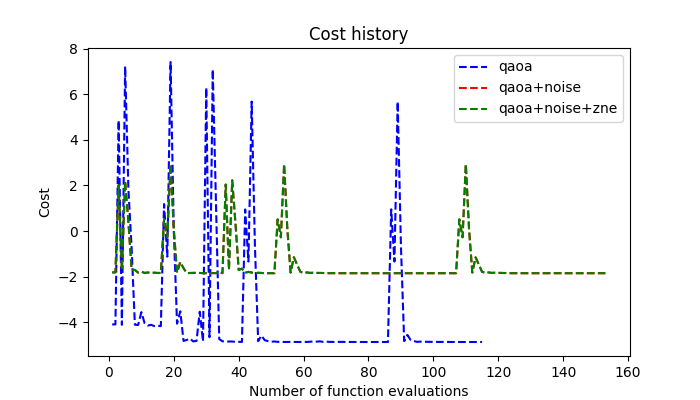 Cost history
8
6
4
2
0
−2
−4
Cost
qaoa
qaoa+noise
qaoa+noise+zne
0 20 40 60 80 100 120 140 160
Number of function evaluations